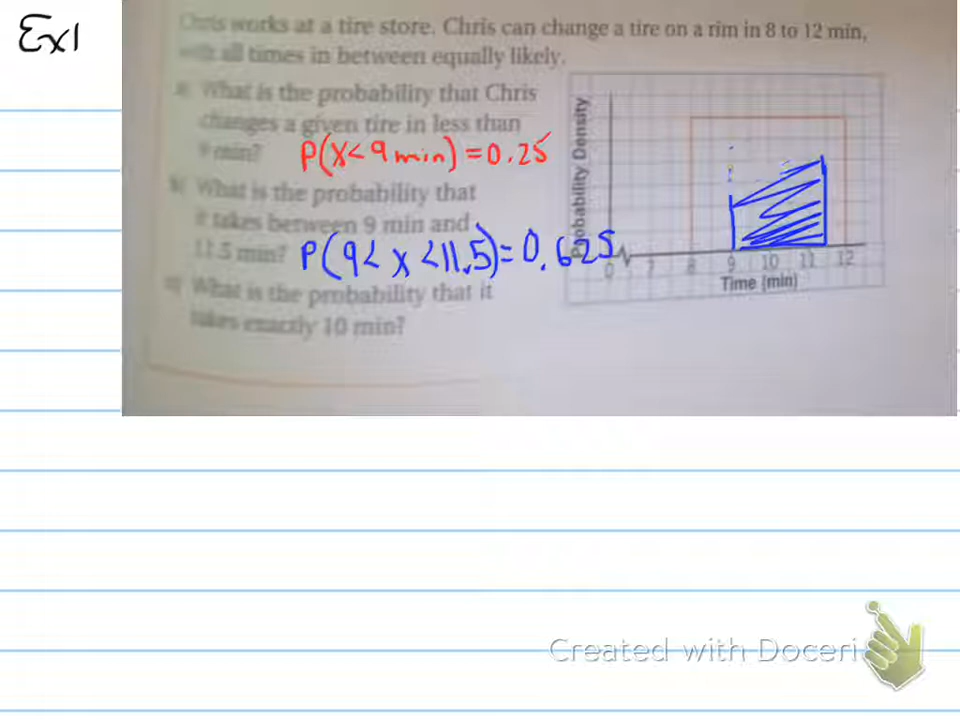 Ex1
Chris works at a tire store. Chris can change a tire on a rim in 8 to 12 min,
with all times in between equally likely.
a) What is the probability that Chris
changes a given tire in less than
9 min? P(X<9min)=0.25
b) What is the probability that
it takes between 9 min and
11.5 min? P(9< x <11.5)=0.625
c) What is the probability that it
takes exactly 10 min?
Probability Density
0 7 8 9 10 11 12
Time (min)
Created with Doceri